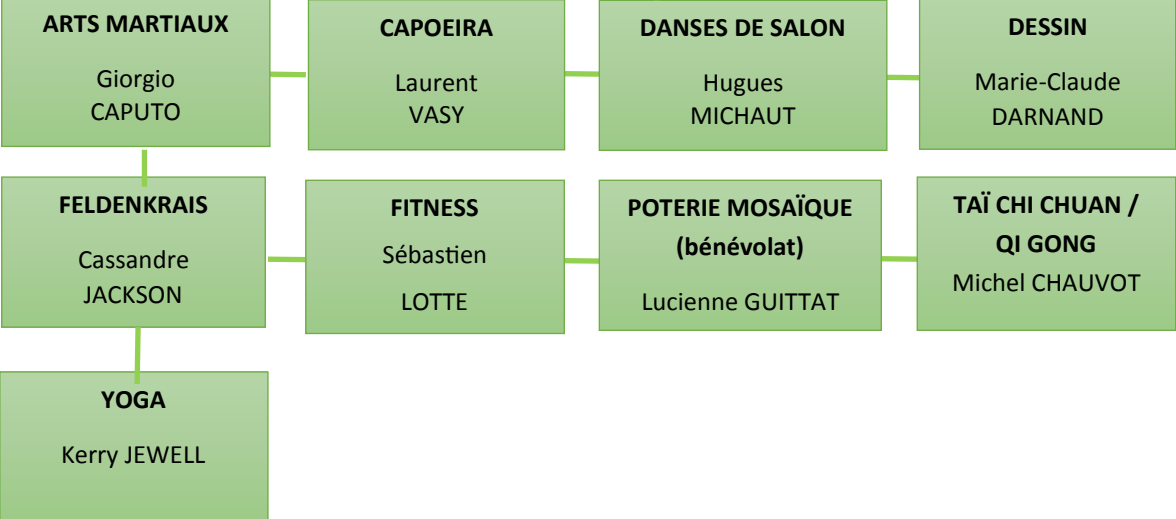 ARTS MARTIAUX
Giorgio
CAPUTO
CAPOEIRA
Laurent
VASY
DANSES DE SALON
Hugues
MICHAUT
DESSIN
Marie-Claude
DARNAND
FELDENKRAIS
Cassandre
JACKSON
FITNESS
Sébastien
LOTTE
POTERIE MOSAÏQUE
(bénévolat)
Lucienne GUITTAT
TAÏ CHI CHUAN /
QI GONG
Michel CHAUVOT
YOGA
Kerry JEWELL